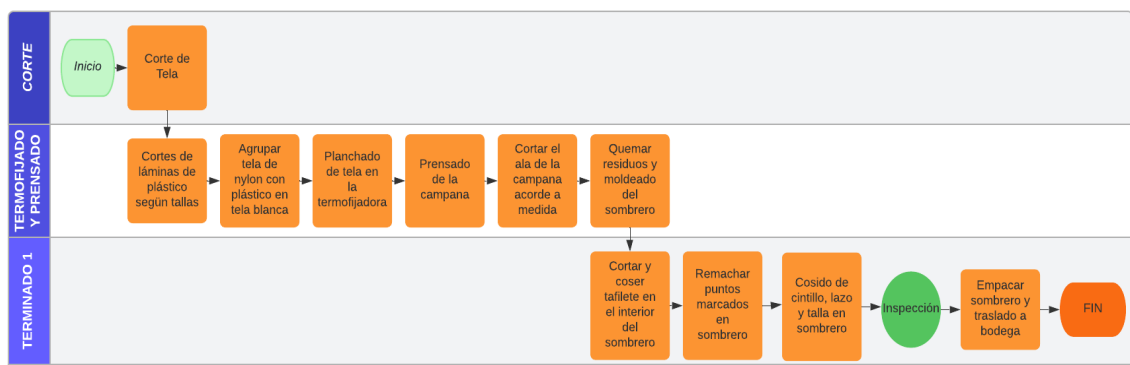 CORTE
Inicio
Corte de
Tela
TERMOFIJADO
Y PRENSADO
Cortes de
láminas de
plástico
según tallas
Agrupar
tela de
nylon con
plástico en
tela blanca
Planchado
de tela en
la
termofijadora
Prensado
de la
campana
Cortar el
ala de la
campana
acorde a
medida
Quemar
residuos y
moldeado
del
sombrero
TERMINADO 1
Cortar y
coser
tafilete en
el interior
del
sombrero
Remachar
puntos
marcados
en
sombrero
Cosido de
cintillo, lazo
y talla en
sombrero
Inspección
Empacar
sombrero y
traslado a
bodega
FIN